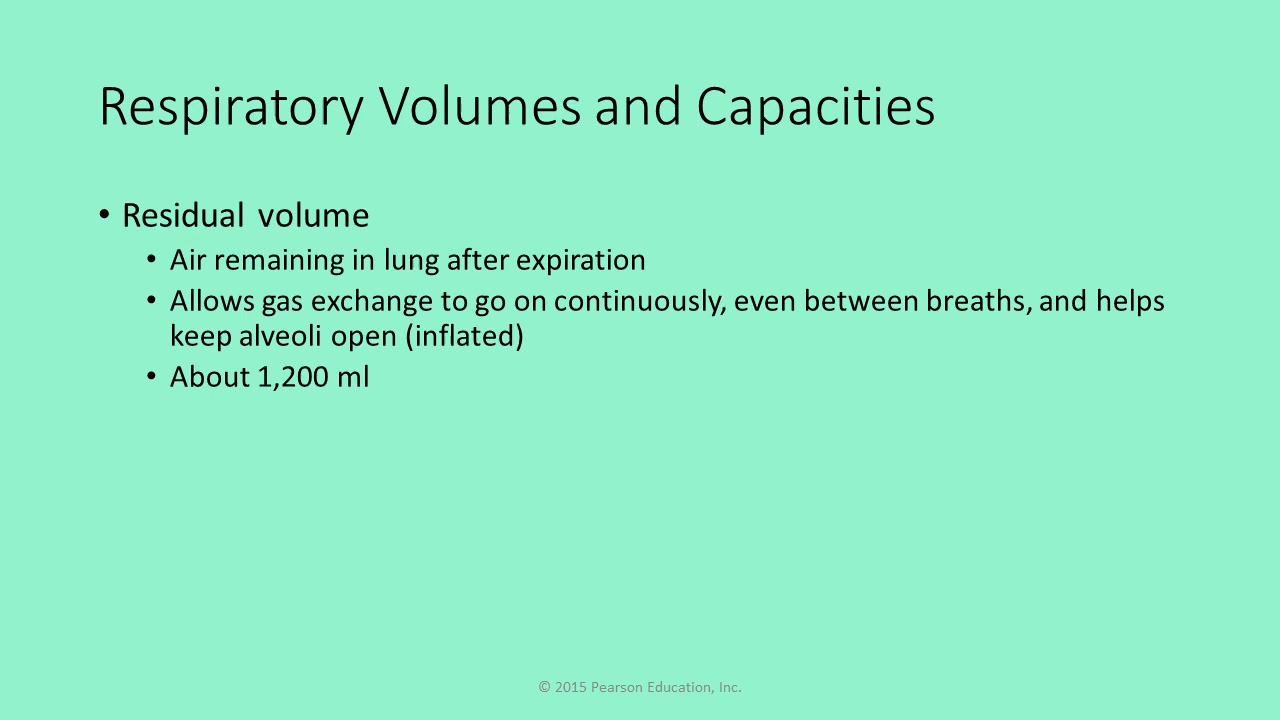 Respiratory Volumes and Capacities
• Residual volume
• Air remaining in lung after expiration
• Allows gas exchange to go on continuously, even between breaths, and helps
keep alveoli open (inflated)
• About 1,200 ml
© 2015 Pearson Education, Inc.